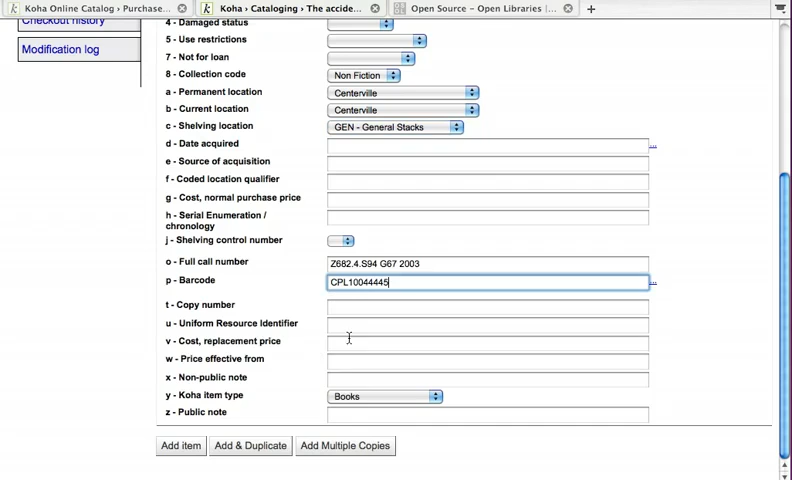 Koha Online Catalog › Purchase...
Koha › Cataloging › The accide...
Open Source – Open Libraries |...
Checkout history
Modification log
4 - Damaged status
5 - Use restrictions
7 - Not for loan
8 - Collection code
Non Fiction
a - Permanent location
Centerville
b - Current location
Centerville
c - Shelving location
GEN - General Stacks
d - Date acquired
...
e - Source of acquisition
f - Coded location qualifier
g - Cost, normal purchase price
h - Serial Enumeration /
chronology
j - Shelving control number
o - Full call number
Z682.4.S94 G67 2003
p - Barcode
CPL10044445
...
t - Copy number
u - Uniform Resource Identifier
v - Cost, replacement price
w - Price effective from
x - Non-public note
y - Koha item type
Books
z - Public note
Add item
Add & Duplicate
Add Multiple Copies